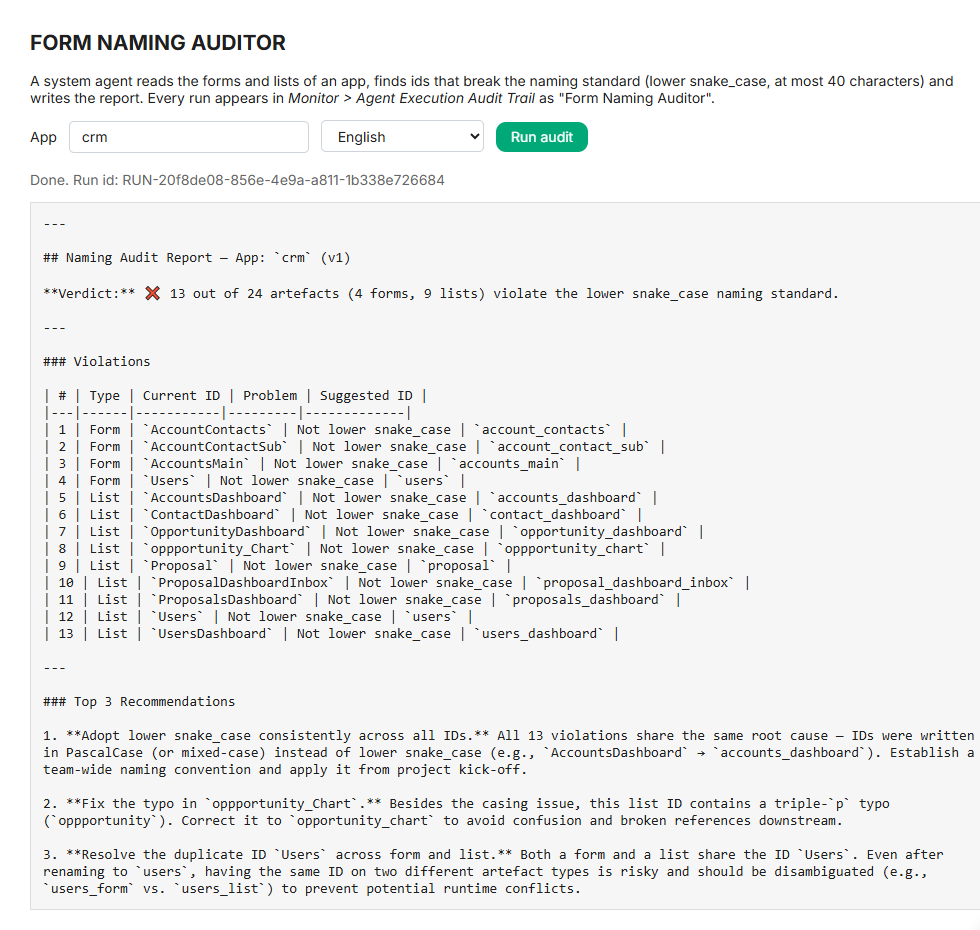 FORM NAMING AUDITOR
A system agent reads the forms and lists of an app, finds ids that break the naming standard (lower snake_case, at most 40 characters) and
writes the report. Every run appears in Monitor > Agent Execution Audit Trail as "Form Naming Auditor".
App crm English Run audit
Done. Run id: RUN-20f8de08-856e-4e9a-a811-1b338e726684
---
## Naming Audit Report — App: `crm` (v1)
**Verdict:** ❌ 13 out of 24 artefacts (4 forms, 9 lists) violate the lower snake_case naming standard.
---
### Violations
| # | Type | Current ID | Problem | Suggested ID |
|---|------|-----------|---------|-------------|
| 1 | Form | `AccountContacts` | Not lower snake_case | `account_contacts` |
| 2 | Form | `AccountContactSub` | Not lower snake_case | `account_contact_sub` |
| 3 | Form | `AccountsMain` | Not lower snake_case | `accounts_main` |
| 4 | Form | `Users` | Not lower snake_case | `users` |
| 5 | List | `AccountsDashboard` | Not lower snake_case | `accounts_dashboard` |
| 6 | List | `ContactDashboard` | Not lower snake_case | `contact_dashboard` |
| 7 | List | `OpportunityDashboard` | Not lower snake_case | `opportunity_dashboard` |
| 8 | List | `oppportunity_Chart` | Not lower snake_case | `oppportunity_chart` |
| 9 | List | `Proposal` | Not lower snake_case | `proposal` |
| 10 | List | `ProposalDashboardInbox` | Not lower snake_case | `proposal_dashboard_inbox` |
| 11 | List | `ProposalsDashboard` | Not lower snake_case | `proposals_dashboard` |
| 12 | List | `Users` | Not lower snake_case | `users` |
| 13 | List | `UsersDashboard` | Not lower snake_case | `users_dashboard` |
---
### Top 3 Recommendations
1. **Adopt lower snake_case consistently across all IDs.** All 13 violations share the same root cause — IDs were written
in PascalCase (or mixed-case) instead of lower snake_case (e.g., `AccountsDashboard` → `accounts_dashboard`). Establish a
team-wide naming convention and apply it from project kick-off.
2. **Fix the typo in `oppportunity_Chart`.** Besides the casing issue, this list ID contains a triple-`p` typo
(`oppportunity`). Correct it to `opportunity_chart` to avoid confusion and broken references downstream.
3. **Resolve the duplicate ID `Users` across form and list.** Both a form and a list share the ID `Users`. Even after
renaming to `users`, having the same ID on two different artefact types is risky and should be disambiguated (e.g.,
`users_form` vs. `users_list`) to prevent potential runtime conflicts.